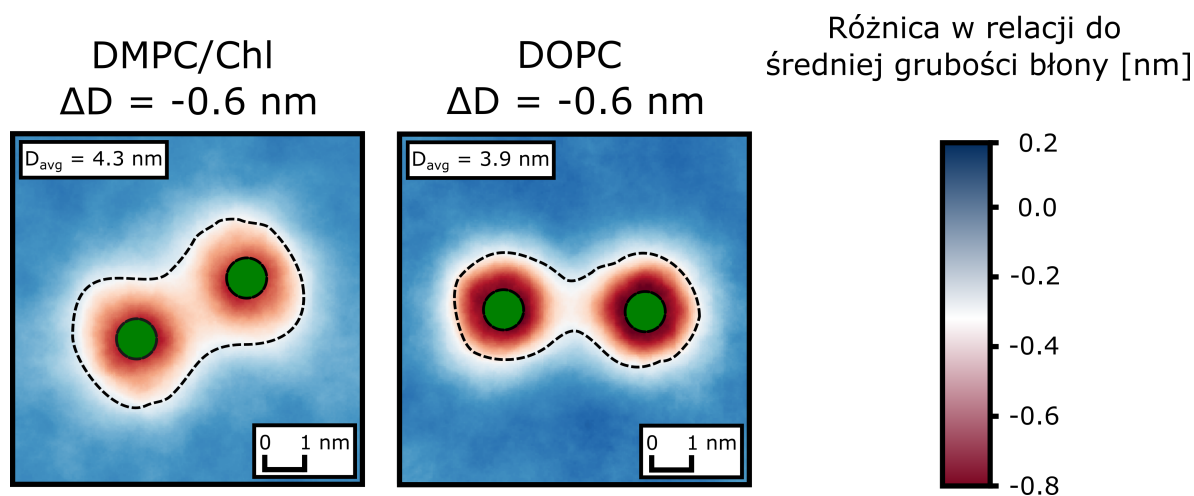 DMPC/Chl
ΔD = -0.6 nm
D_avg = 4.3 nm
0 1 nm
DOPC
ΔD = -0.6 nm
D_avg = 3.9 nm
0 1 nm
Różnica w relacji do
średniej grubości błony [nm]
0.2
0.0
-0.2
-0.4
-0.6
-0.8